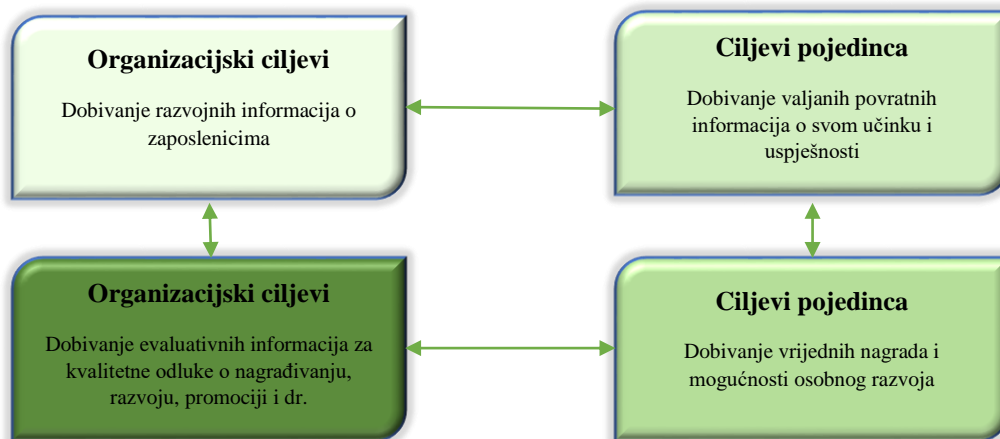 Organizacijski ciljevi
Dobivanje razvojnih informacija o
zaposlenicima
Ciljevi pojedinca
Dobivanje valjanih povratnih
informacija o svom učinku i
uspješnosti
Organizacijski ciljevi
Dobivanje evaluativnih informacija za
kvalitetne odluke o nagrađivanju,
razvoju, promociji i dr.
Ciljevi pojedinca
Dobivanje vrijednih nagrada i
mogućnosti osobnog razvoja